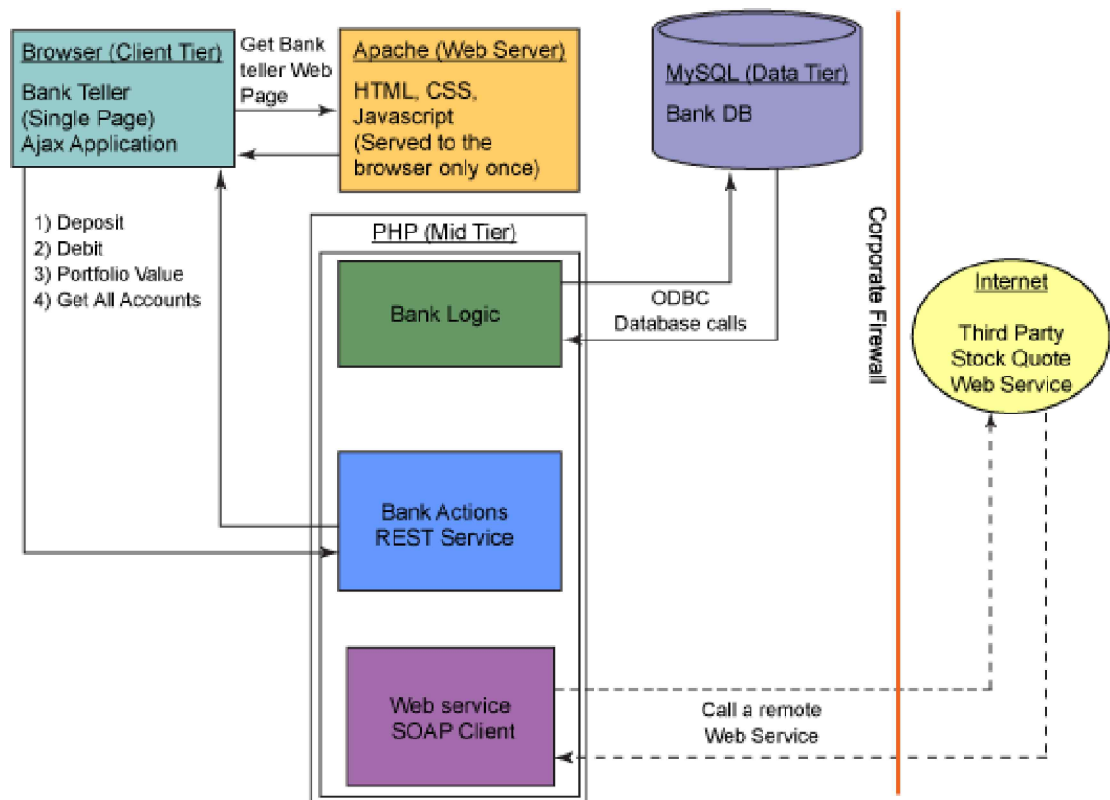 Browser (Client Tier)
Bank Teller
(Single Page)
Ajax Application
Get Bank
teller Web
Page
Apache (Web Server)
HTML, CSS,
Javascript
(Served to the
browser only once)
MySQL (Data Tier)
Bank DB
1) Deposit
2) Debit
3) Portfolio Value
4) Get All Accounts
PHP (Mid Tier)
Bank Logic
ODBC
Database calls
Corporate Firewall
Internet
Third Party
Stock Quote
Web Service
Bank Actions
REST Service
Web service
SOAP Client
Call a remote
Web Service